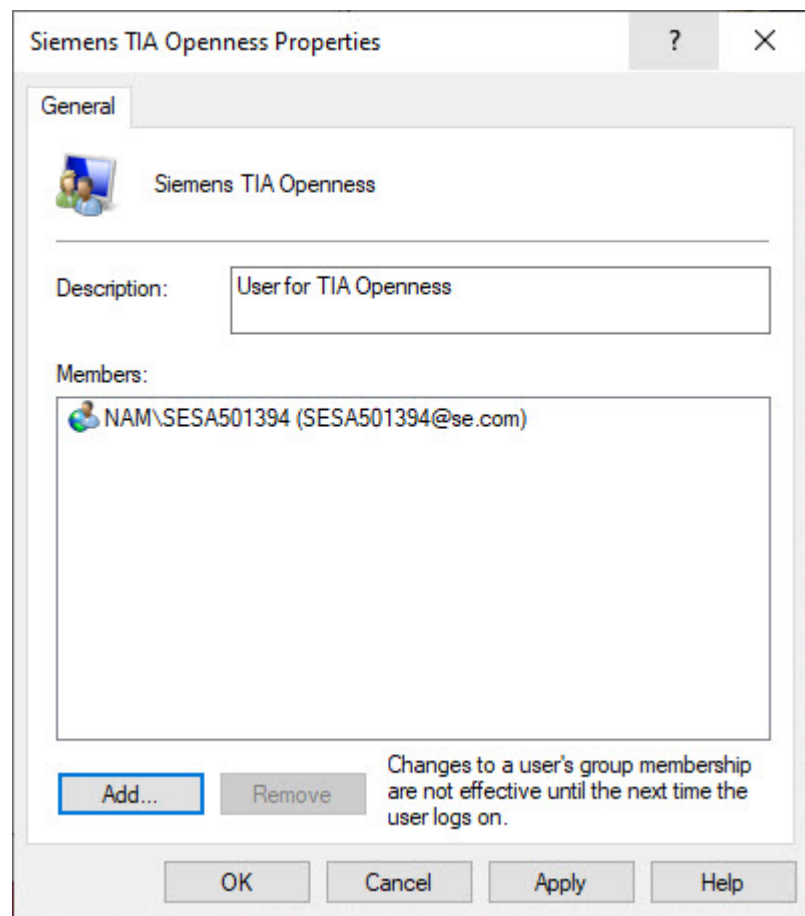 Siemens TIA Openness Properties
?
General
Siemens TIA Openness
Description:
User for TIA Openness
Members:
NAM\SESA501394 (SESA501394@se.com)
Add...
Remove
Changes to a user's group membership
are not effective until the next time the
user logs on.
OK
Cancel
Apply
Help